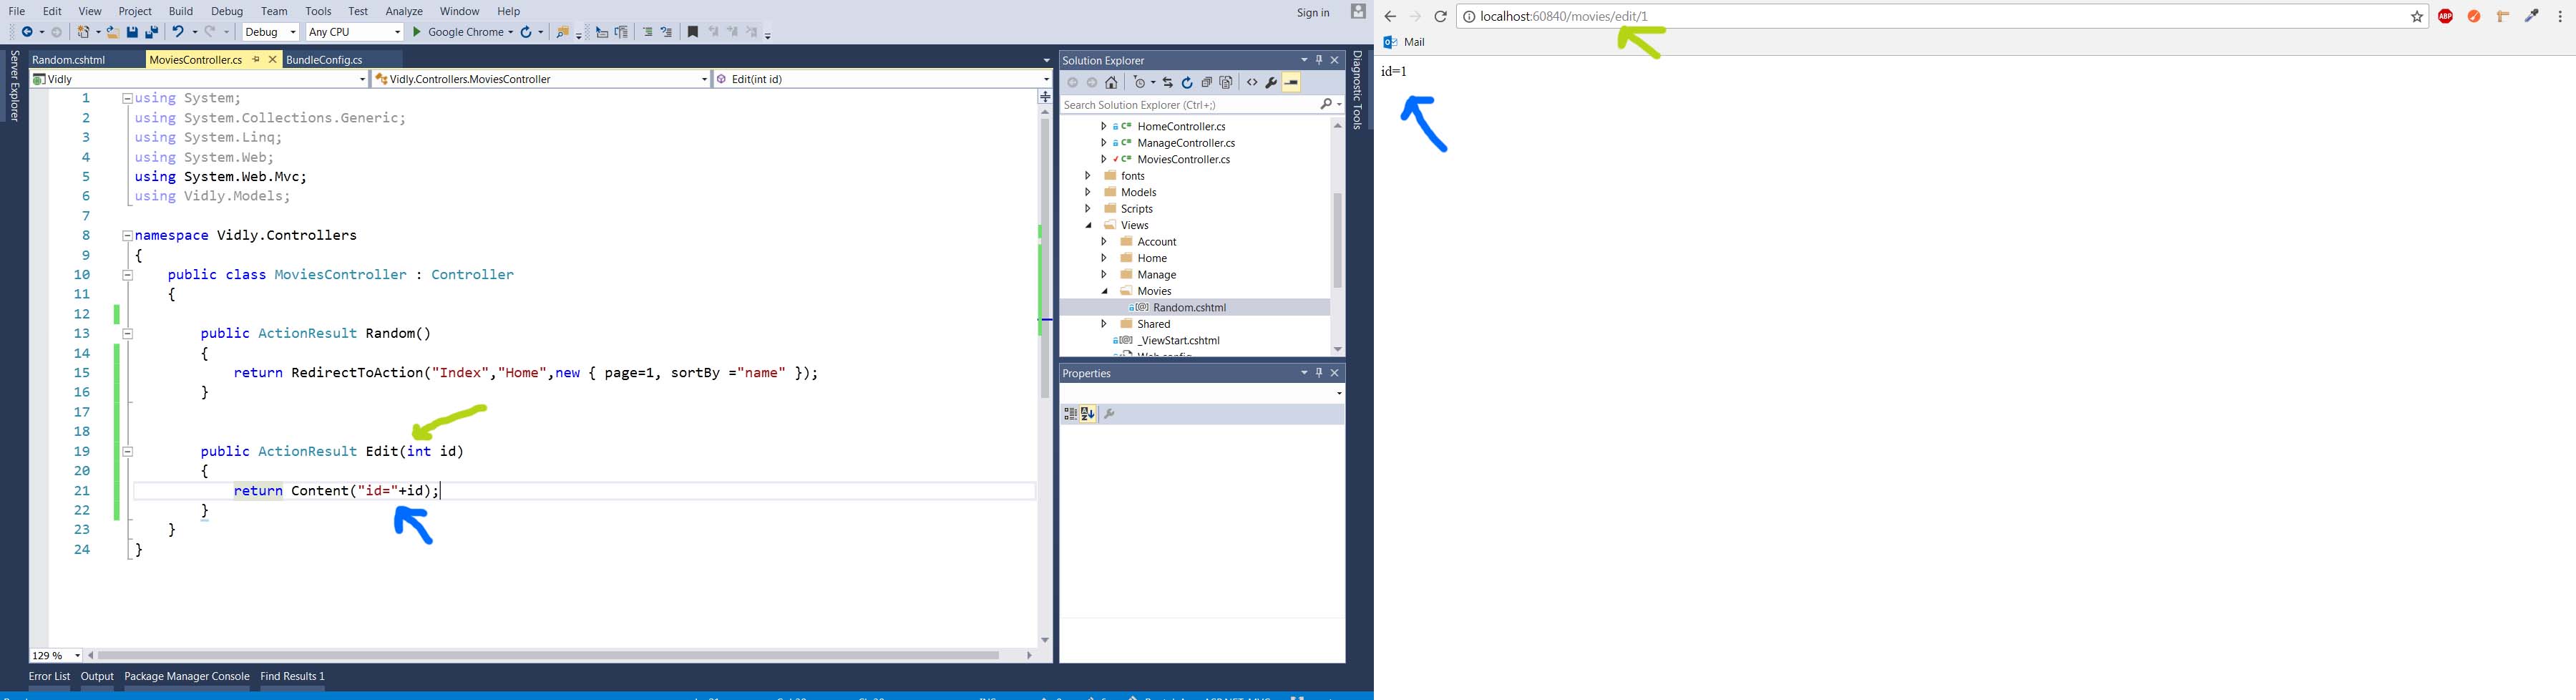 File Edit View Project Build Debug Team Tools Test Analyze Window Help
Sign in
Debug Any CPU Google Chrome
Server Explorer
Random.cshtml MoviesController.cs BundleConfig.cs
Vidly Vidly.Controllers.MoviesController Edit(int id)
1 using System;
2 using System.Collections.Generic;
3 using System.Linq;
4 using System.Web;
5 using System.Web.Mvc;
6 using Vidly.Models;
7
8 namespace Vidly.Controllers
9 {
10 public class MoviesController : Controller
11 {
12
13 public ActionResult Random()
14 {
15 return RedirectToAction("Index","Home",new { page=1, sortBy ="name" });
16 }
17
18
19 public ActionResult Edit(int id)
20 {
21 return Content("id="+id);
22 }
23 }
24 }
129 %
Error List Output Package Manager Console Find Results 1
Solution Explorer
Search Solution Explorer (Ctrl+;)
C# HomeController.cs
C# ManageController.cs
C# MoviesController.cs
fonts
Models
Scripts
Views
Account
Home
Manage
Movies
[@] Random.cshtml
Shared
[@] _ViewStart.cshtml
Web.config
Properties
Diagnostic Tools
localhost:60840/movies/edit/1
ABP
Mail
id=1